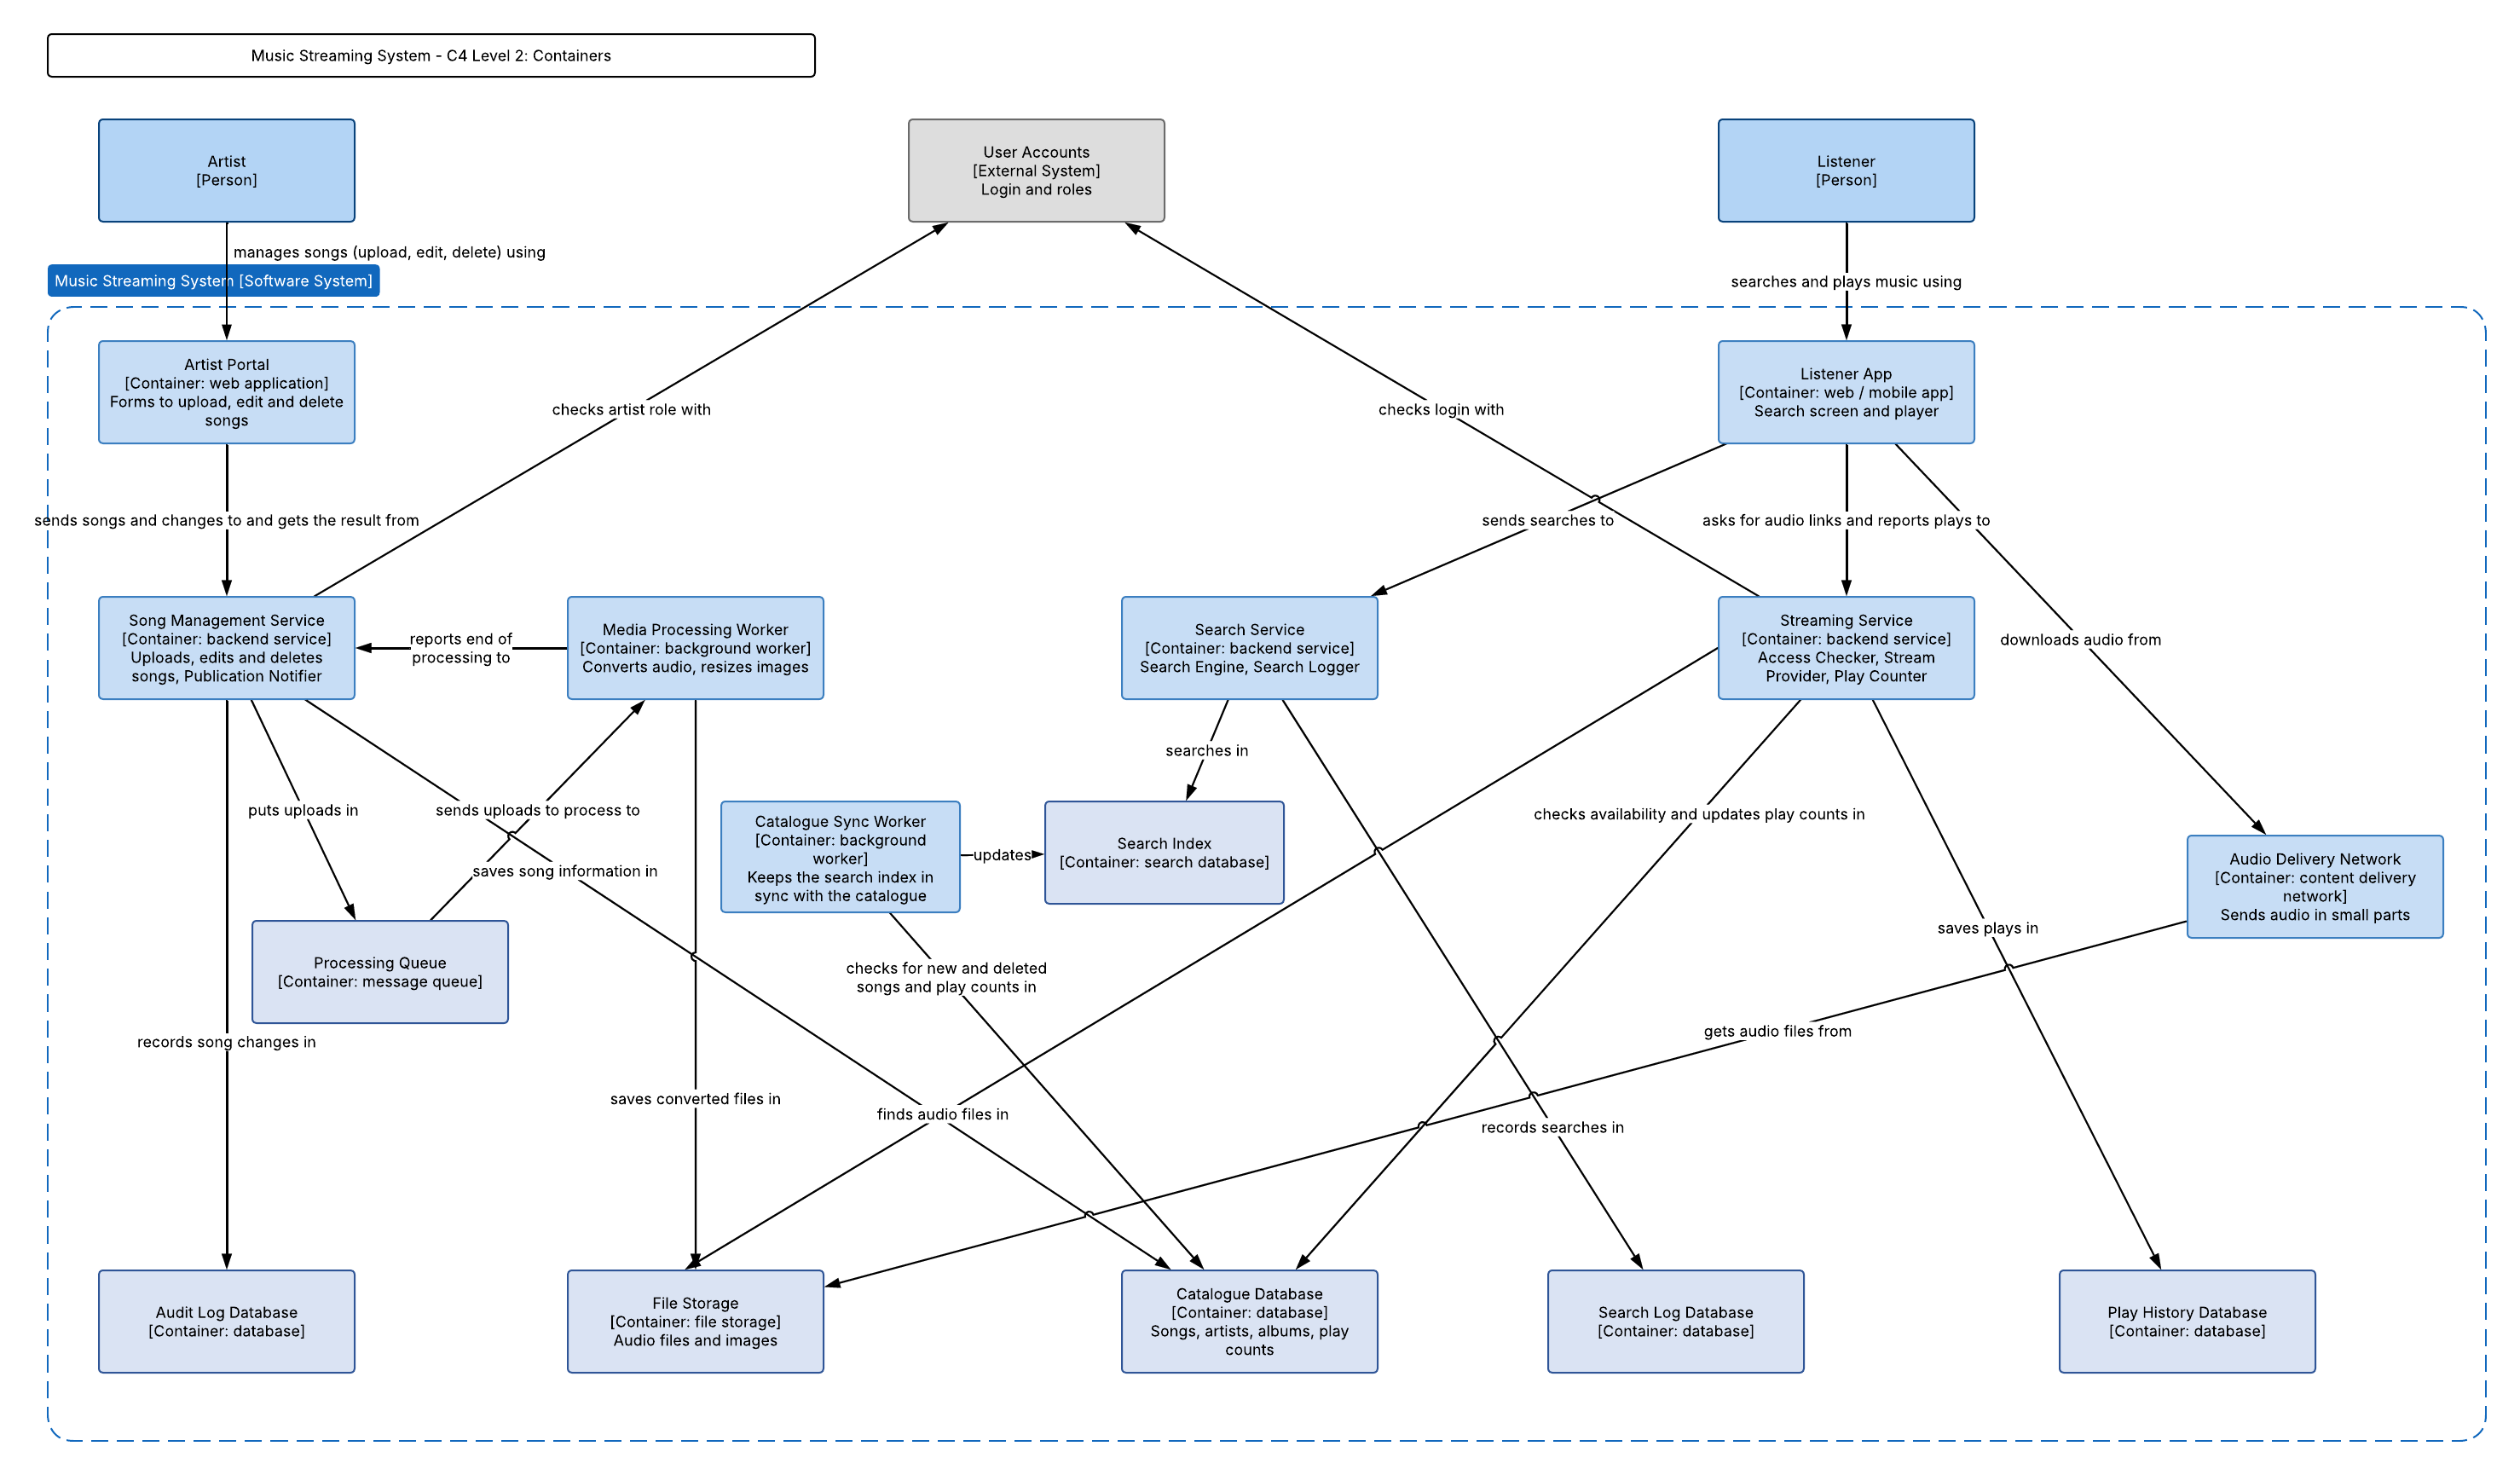 Music Streaming System - C4 Level 2: Containers
Artist
[Person]
User Accounts
[External System]
Login and roles
Listener
[Person]
manages songs (upload, edit, delete) using
Music Streaming System [Software System]
searches and plays music using
Artist Portal
[Container: web application]
Forms to upload, edit and delete
songs
Listener App
[Container: web / mobile app]
Search screen and player
checks artist role with
checks login with
sends songs and changes to and gets the result from
sends searches to
asks for audio links and reports plays to
Song Management Service
[Container: backend service]
Uploads, edits and deletes
songs, Publication Notifier
reports end of
processing to
Media Processing Worker
[Container: background worker]
Converts audio, resizes images
Search Service
[Container: backend service]
Search Engine, Search Logger
Streaming Service
[Container: backend service]
Access Checker, Stream
Provider, Play Counter
downloads audio from
searches in
puts uploads in
sends uploads to process to
checks availability and updates play counts in
Catalogue Sync Worker
[Container: background
worker]
Keeps the search index in
sync with the catalogue
updates
Search Index
[Container: search database]
saves song information in
Audio Delivery Network
[Container: content delivery
network]
Sends audio in small parts
saves plays in
Processing Queue
[Container: message queue]
checks for new and deleted
songs and play counts in
records song changes in
gets audio files from
saves converted files in
finds audio files in
records searches in
Audit Log Database
[Container: database]
File Storage
[Container: file storage]
Audio files and images
Catalogue Database
[Container: database]
Songs, artists, albums, play
counts
Search Log Database
[Container: database]
Play History Database
[Container: database]